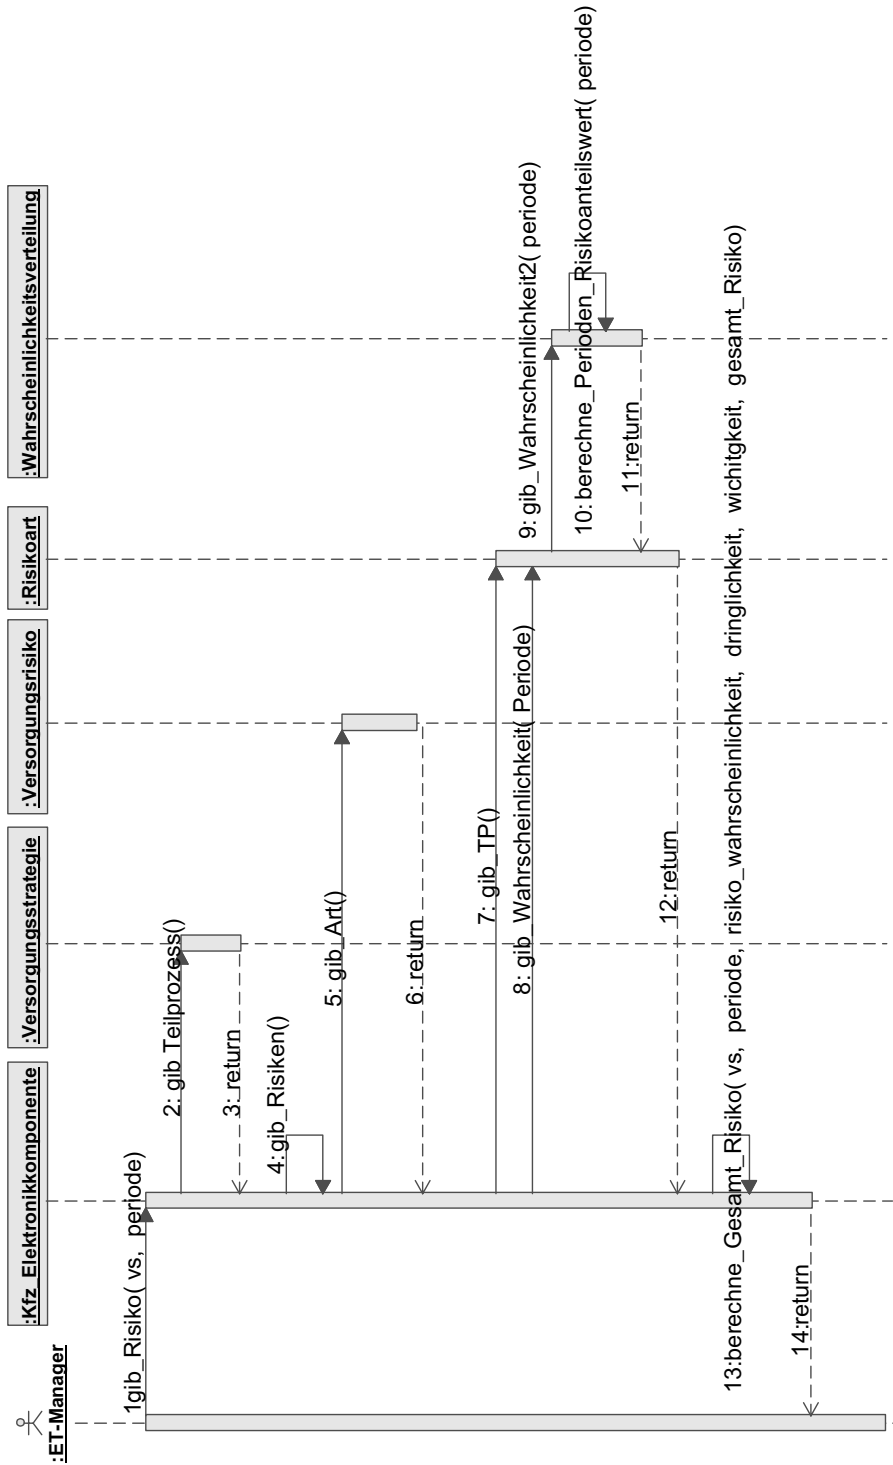 :ET-Manager
:Kfz_Elektronikkomponente
:Versorgungsstrategie
:Versorgungsrisiko
:Risikoart
:Wahrscheinlichkeitsverteilung
1gib_Risiko( vs, periode)
2: gib Teilprozess()
3: return
4: gib_Risiken()
5: gib_Art()
6: return
7: gib_TP()
8: gib_Wahrscheinlichkeit( Periode)
9: gib_Wahrscheinlichkeit2( periode)
10: berechne_Perioden_Risikoanteilswert( periode)
11:return
12:return
13:berechne_Gesamt_Risiko( vs, periode, risiko_wahrscheinlichkeit, dringlichkeit, wichitgkeit, gesamt_Risiko)
14:return